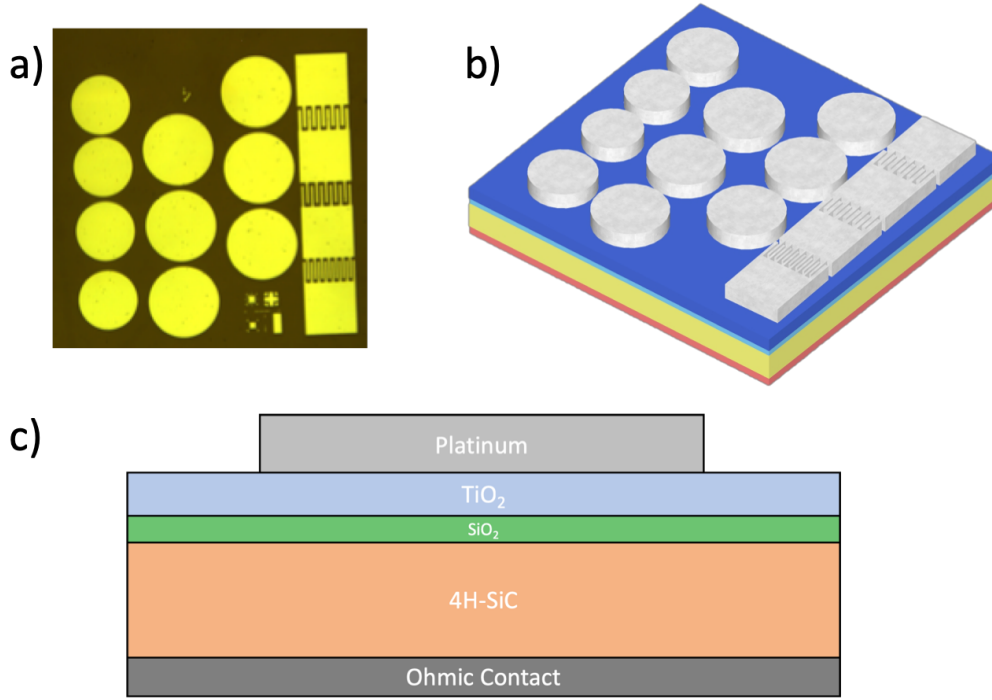 a)
b)
c)
Platinum
TiO₂
SiO₂
4H-SiC
Ohmic Contact